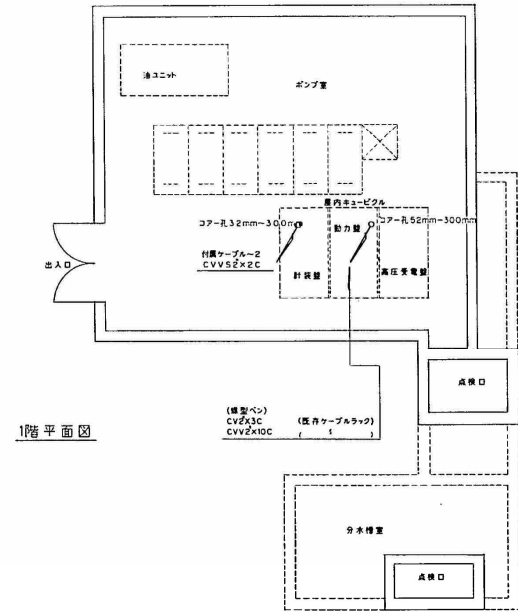 油ユニット
ポンプ室
屋内キュービクル
コアー孔32mm~300m
動力盤
コアー孔52mm~300mm
付属ケーブル~2
CVVS2□×2C
計装盤
高圧受電盤
出入口
点検口
(蝶型ベン)
(既存ケーブルラック)
CV2□×3C
CVV2□×10C
( 〃 )
1階平面図
分水槽室
点検口